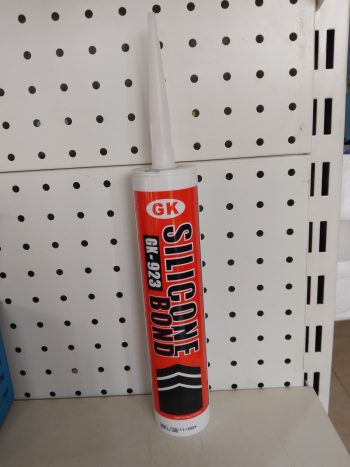 GK
SILICONE
GK-923
BOND